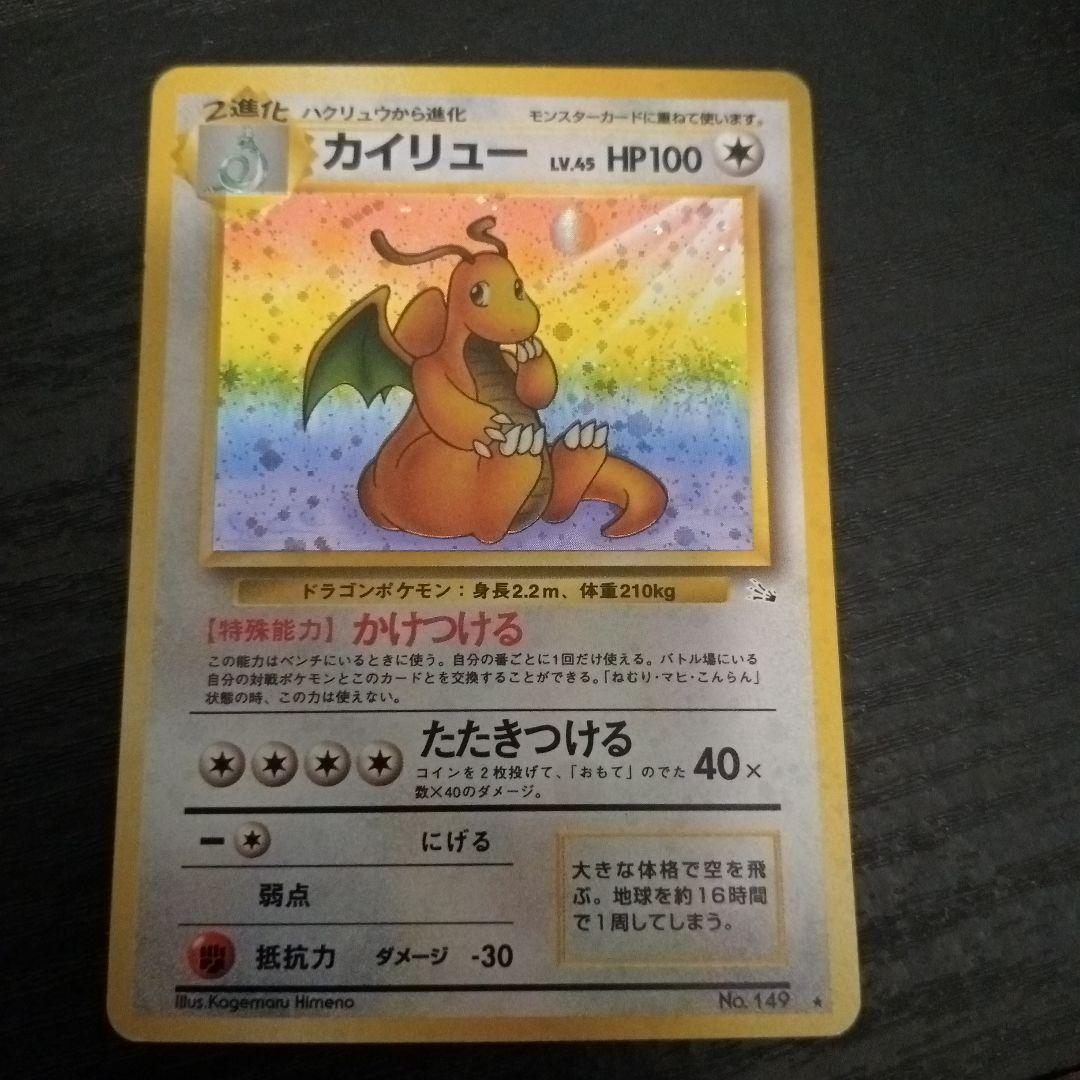 2進化 ハクリュウから進化 モンスターカードに重ねて使います。
カイリュー LV.45 HP100
ドラゴンポケモン：身長2.2m、体重210kg
【特殊能力】かけつける
この能力はベンチにいるときに使う。自分の番ごとに1回だけ使える。バトル場にいる
自分の対戦ポケモンとこのカードとを交換することができる。「ねむり・マヒ・こんらん」
状態の時、この力は使えない。
たたきつける
コインを2枚投げて、「おもて」のでた
数×40のダメージ。
40×
にげる
弱点
抵抗力 ダメージ -30
大きな体格で空を飛
ぶ。地球を約16時間
で1周してしまう。
Illus.Kagemaru Himeno
No. 149 ★